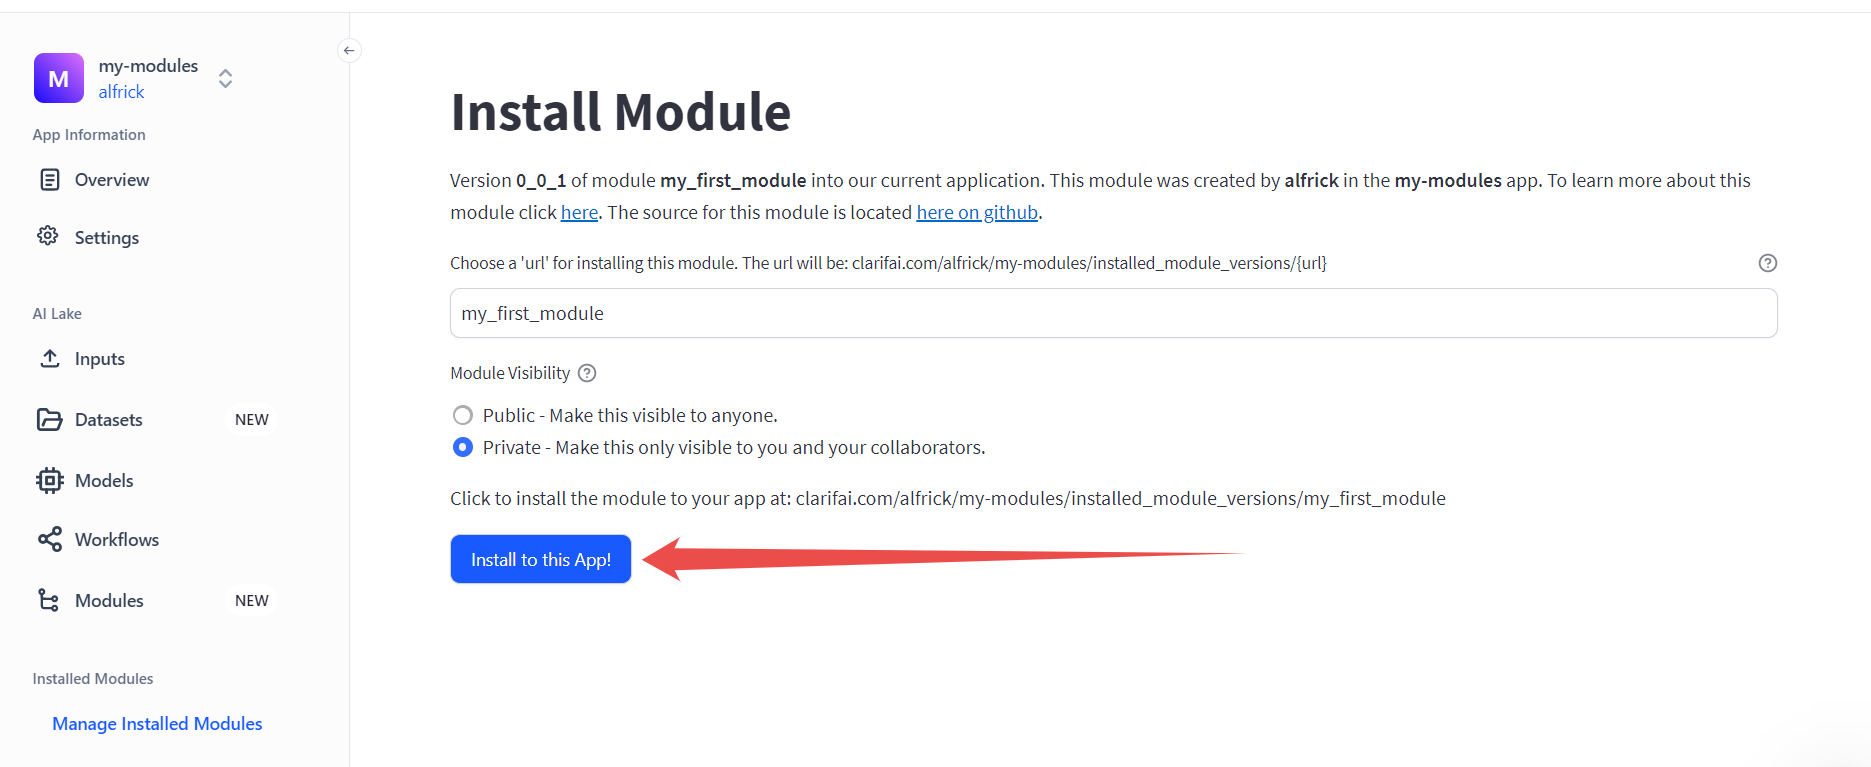 M
my-modules
alfrick
App Information
Overview
Settings
AI Lake
Inputs
Datasets NEW
Models
Workflows
Modules NEW
Installed Modules
Manage Installed Modules
Install Module
Version 0_0_1 of module my_first_module into our current application. This module was created by alfrick in the my-modules app. To learn more about this
module click here. The source for this module is located here on github.
Choose a 'url' for installing this module. The url will be: clarifai.com/alfrick/my-modules/installed_module_versions/{url}
my_first_module
Module Visibility
Public - Make this visible to anyone.
Private - Make this only visible to you and your collaborators.
Click to install the module to your app at: clarifai.com/alfrick/my-modules/installed_module_versions/my_first_module
Install to this App!